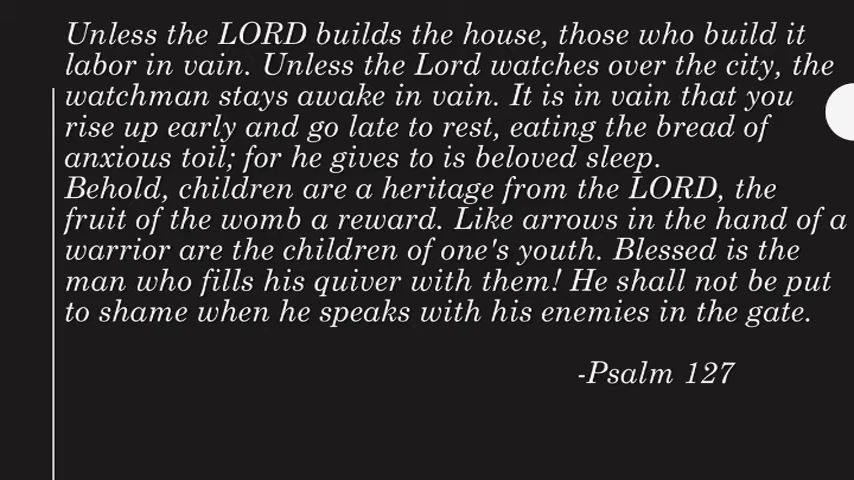 Unless the LORD builds the house, those who build it
labor in vain. Unless the Lord watches over the city, the
watchman stays awake in vain. It is in vain that you
rise up early and go late to rest, eating the bread of
anxious toil; for he gives to is beloved sleep.
Behold, children are a heritage from the LORD, the
fruit of the womb a reward. Like arrows in the hand of a
warrior are the children of one's youth. Blessed is the
man who fills his quiver with them! He shall not be put
to shame when he speaks with his enemies in the gate.
-Psalm 127